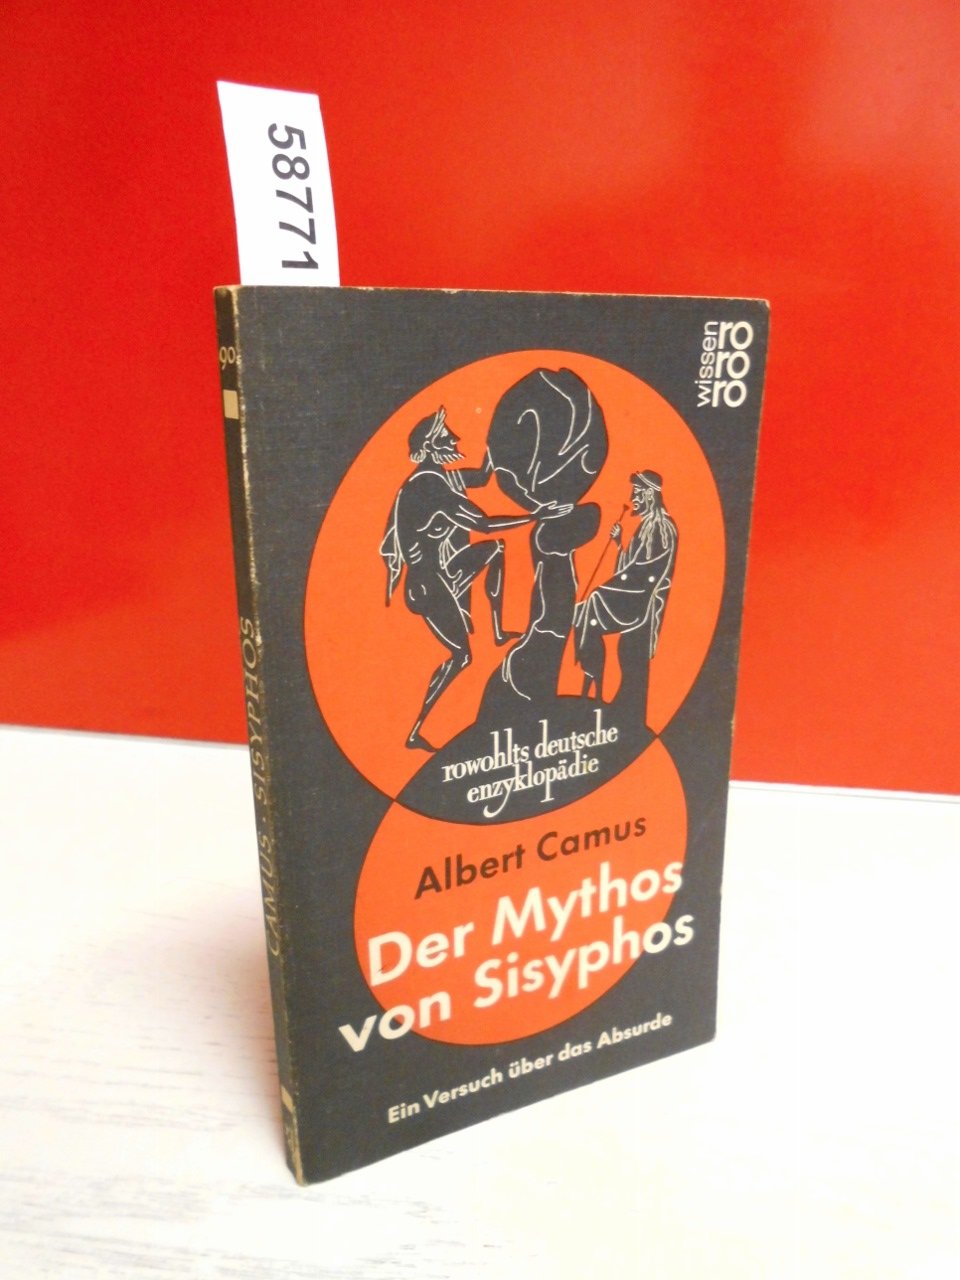 58771
wissen
ro
ro
ro
rowohlts deutsche
enzyklopädie
Albert Camus
Der Mythos
von Sisyphos
Ein Versuch über das Absurde
90s
CAMUS · SISYPHOS